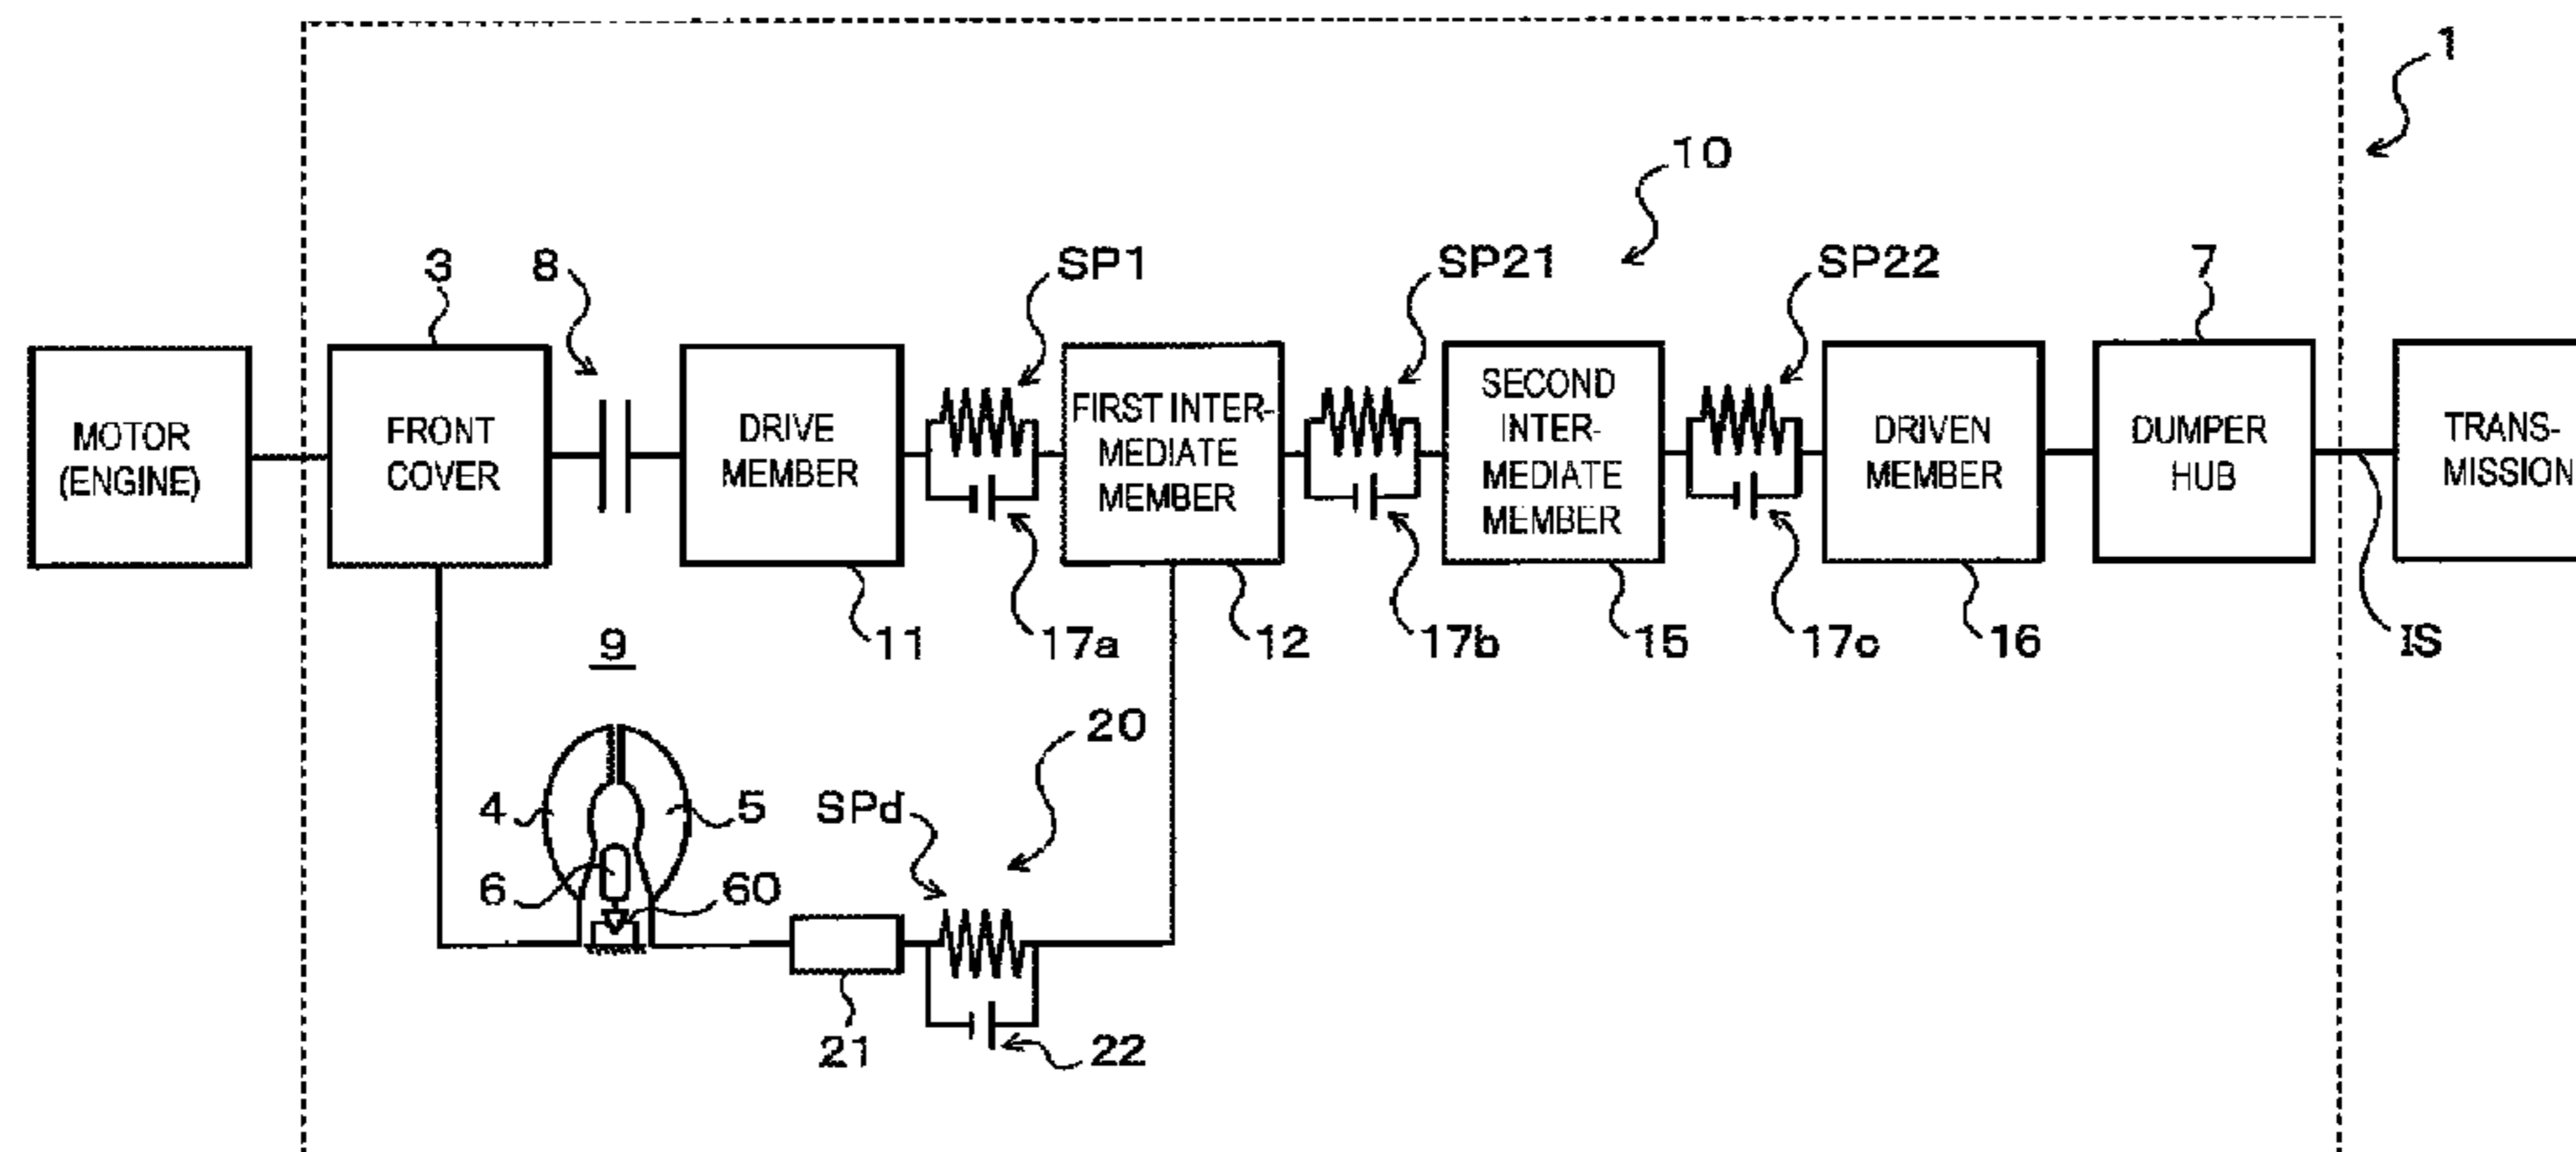 1
10
3
8
SP1
SP21
SP22
7
MOTOR
(ENGINE)
FRONT
COVER
DRIVE
MEMBER
FIRST INTER-
MEDIATE
MEMBER
SECOND
INTER-
MEDIATE
MEMBER
DRIVEN
MEMBER
DUMPER
HUB
TRANS-
MISSION
9
11
17a
12
17b
15
17c
16
IS
20
4
5
SPd
6
60
21
22